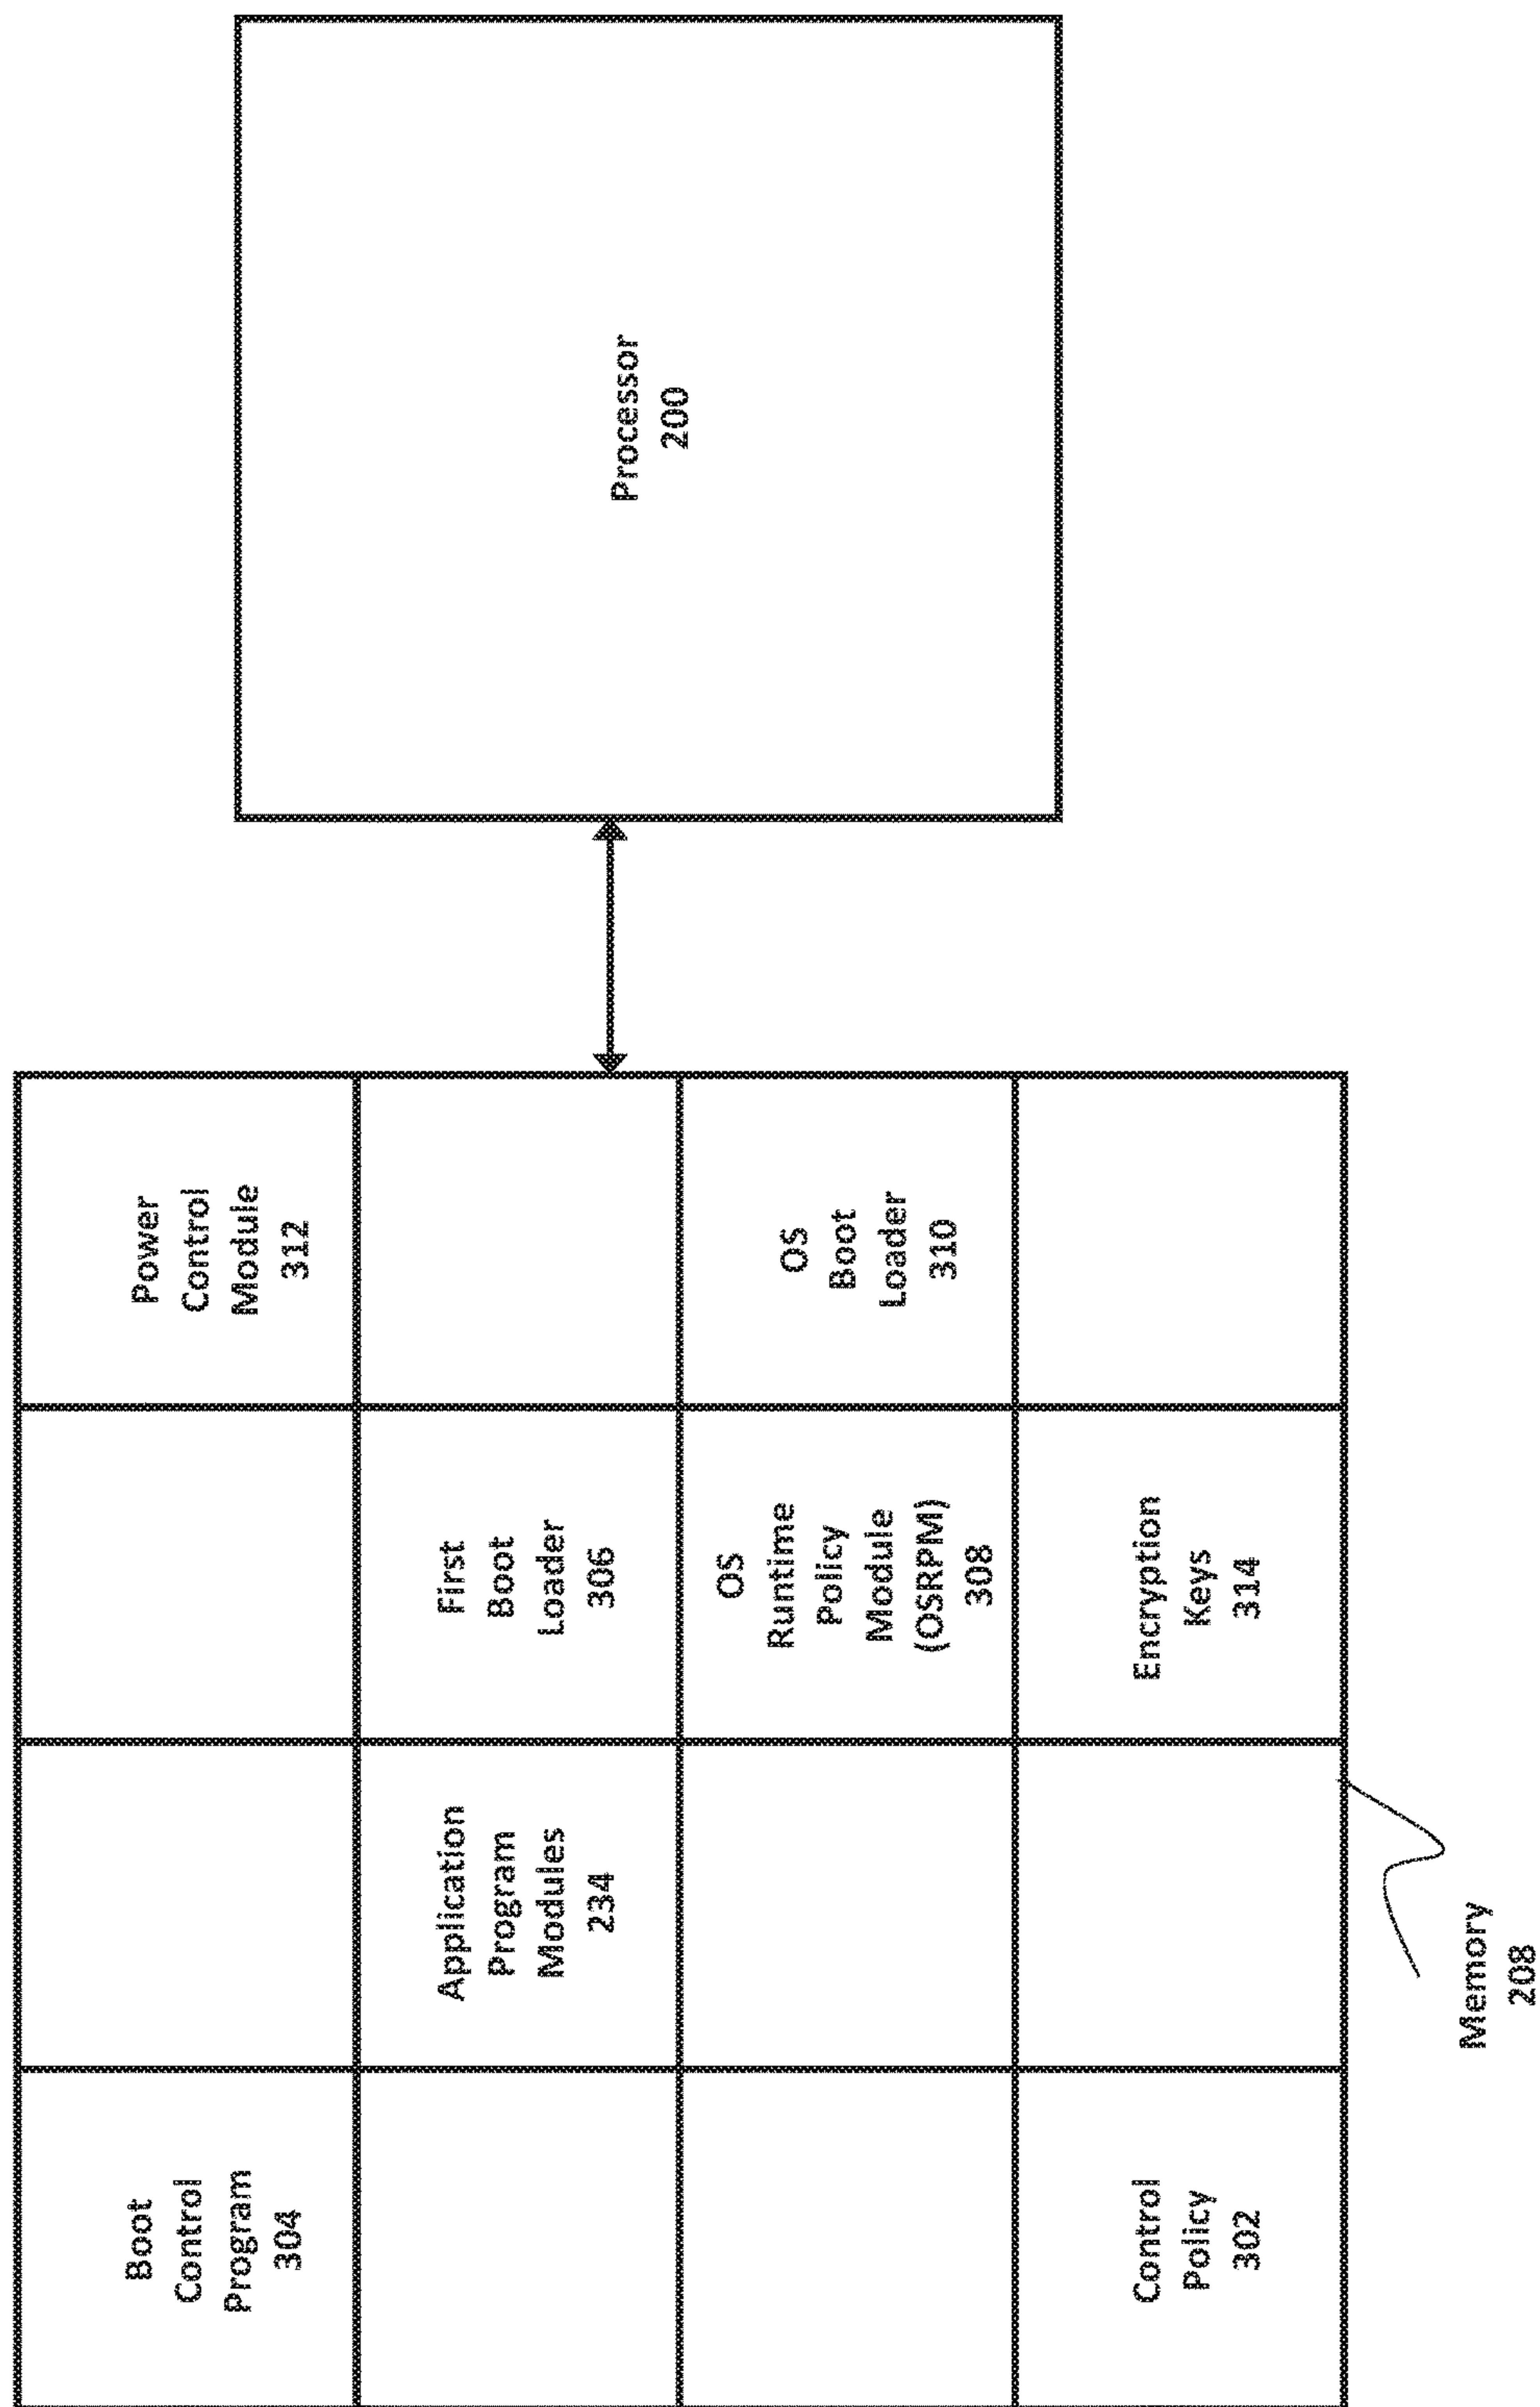 Boot
Control
Program
304
Power
Control
Module
312
Application
Program
Modules
234
First
Boot
Loader
306
OS
Runtime
Policy
Module
(OSRPM)
308
OS
Boot
Loader
310
Control
Policy
302
Encryption
Keys
314
Memory
208
Processor
200